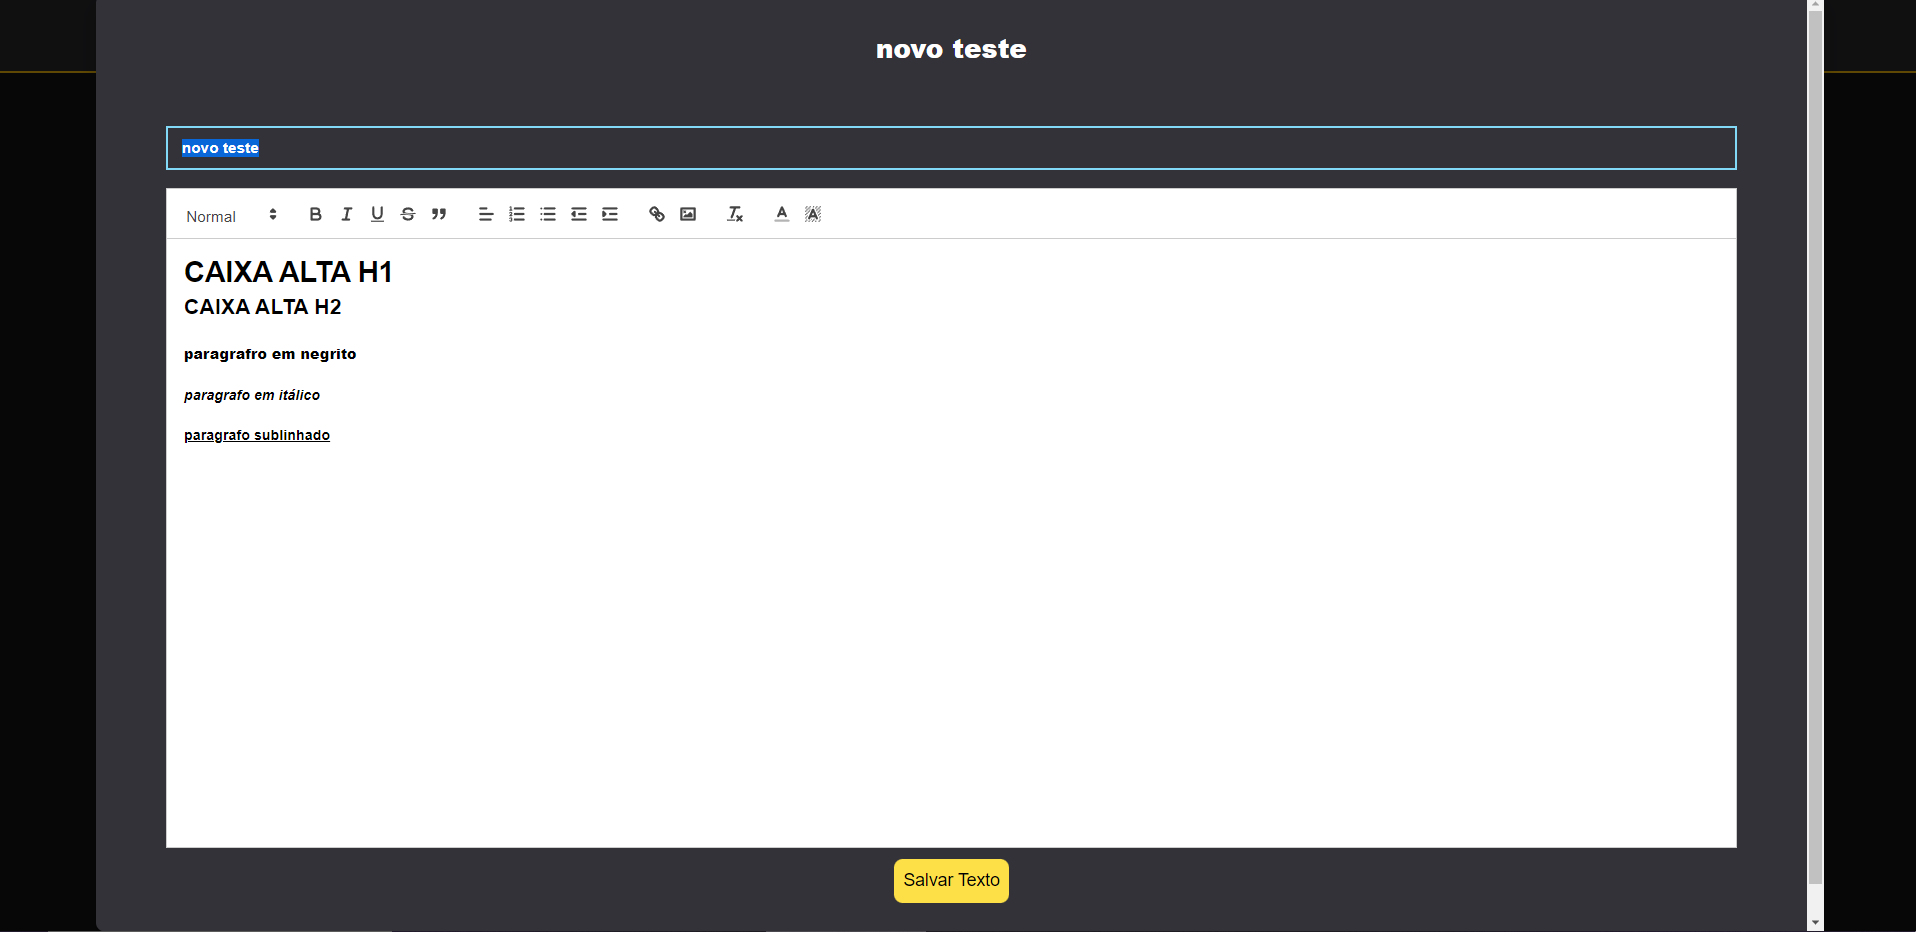 novo teste
novo teste
Normal
CAIXA ALTA H1
CAIXA ALTA H2
paragrafro em negrito
paragrafo em itálico
paragrafo sublinhado
Salvar Texto